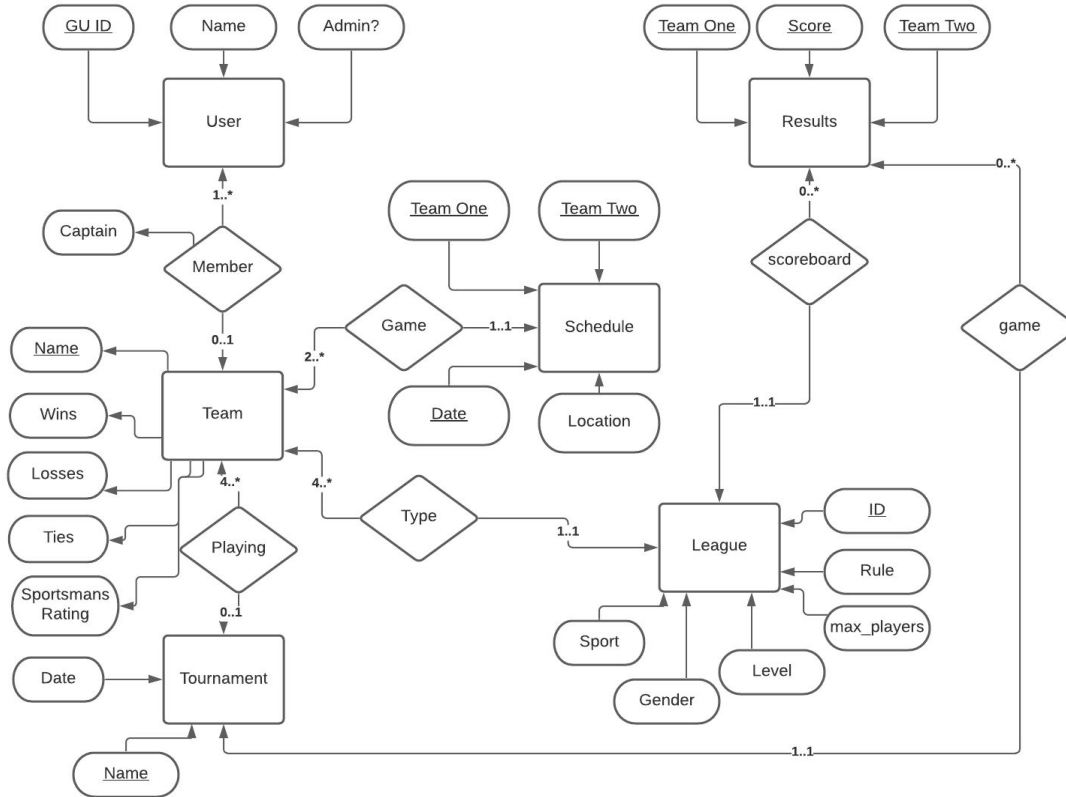 GU ID
Name
Admin?
Team One
Score
Team Two
User
Results
1..*
0..*
0..*
Captain
Member
Team One
Team Two
scoreboard
Game
1..1
Schedule
game
0..1
Name
2..*
Wins
Team
Date
Location
1..1
Losses
4..*
4..*
Type
1..1
ID
Ties
Playing
League
Rule
Sportsmans
Rating
0..1
max_players
Sport
Level
Gender
Date
Tournament
1..1
Name